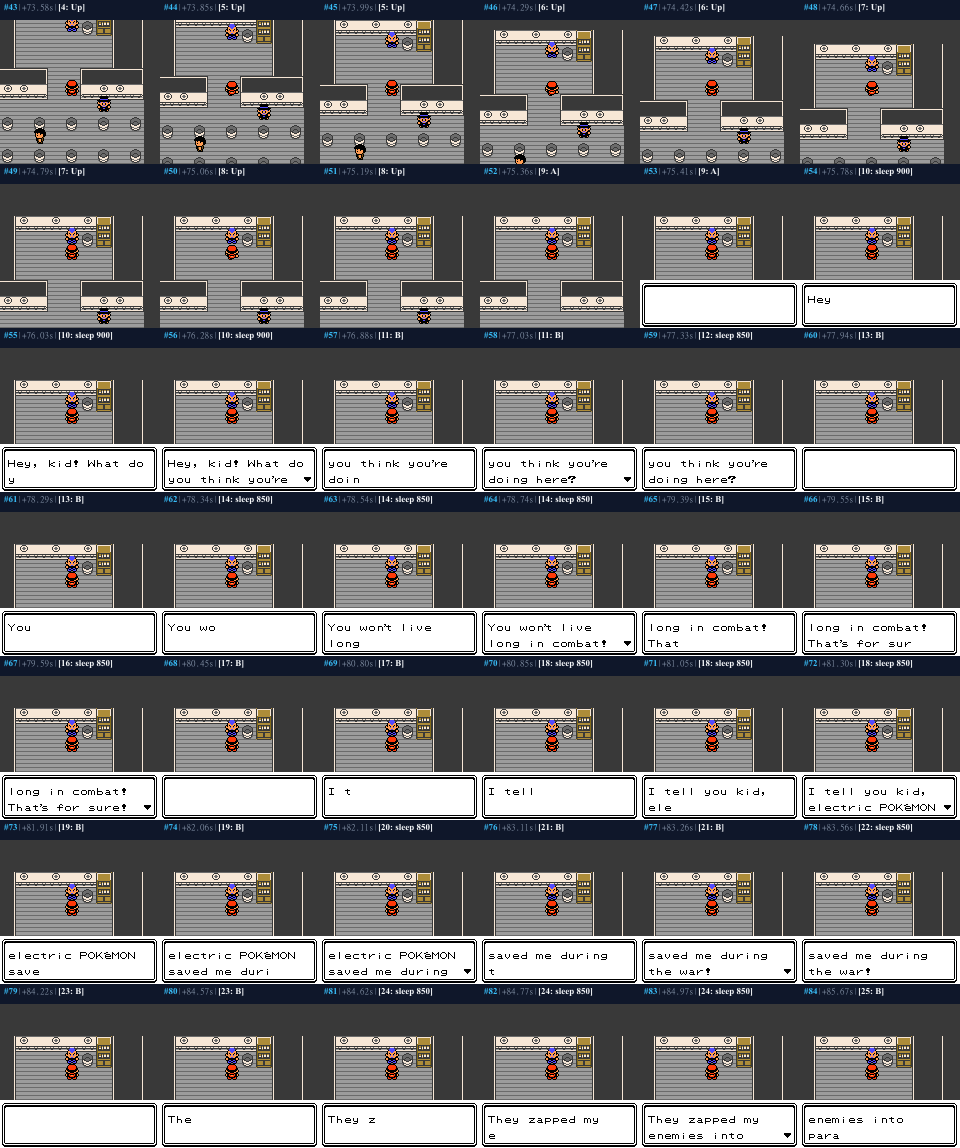 #43|+73.58s|[4: Up]
#44|+73.85s|[5: Up]
#45|+73.99s|[5: Up]
#46|+74.29s|[6: Up]
#47|+74.42s|[6: Up]
#48|+74.66s|[7: Up]
#49|+74.79s|[7: Up]
#50|+75.06s|[8: Up]
#51|+75.19s|[8: Up]
#52|+75.36s|[9: A]
#53|+75.41s|[9: A]
#54|+75.78s|[10: sleep 900]
Hey
#55|+76.03s|[10: sleep 900]
#56|+76.28s|[10: sleep 900]
#57|+76.88s|[11: B]
#58|+77.03s|[11: B]
#59|+77.33s|[12: sleep 850]
#60|+77.94s|[13: B]
Hey, kid! What do
y
Hey, kid! What do
you think you're
you think you're
doin
you think you're
doing here?
you think you're
doing here?
#61|+78.29s|[13: B]
#62|+78.34s|[14: sleep 850]
#63|+78.54s|[14: sleep 850]
#64|+78.74s|[14: sleep 850]
#65|+79.39s|[15: B]
#66|+79.55s|[15: B]
You
You wo
You won't live
long
You won't live
long in combat!
long in combat!
That
long in combat!
That's for sur
#67|+79.59s|[16: sleep 850]
#68|+80.45s|[17: B]
#69|+80.80s|[17: B]
#70|+80.85s|[18: sleep 850]
#71|+81.05s|[18: sleep 850]
#72|+81.30s|[18: sleep 850]
long in combat!
That's for sure!
I t
I tell
I tell you kid,
ele
I tell you kid,
electric POKéMON
#73|+81.91s|[19: B]
#74|+82.06s|[19: B]
#75|+82.11s|[20: sleep 850]
#76|+83.11s|[21: B]
#77|+83.26s|[21: B]
#78|+83.56s|[22: sleep 850]
electric POKéMON
save
electric POKéMON
saved me duri
electric POKéMON
saved me during
saved me during
t
saved me during
the war!
saved me during
the war!
#79|+84.22s|[23: B]
#80|+84.57s|[23: B]
#81|+84.62s|[24: sleep 850]
#82|+84.77s|[24: sleep 850]
#83|+84.97s|[24: sleep 850]
#84|+85.67s|[25: B]
The
They z
They zapped my
e
They zapped my
enemies into
enemies into
para